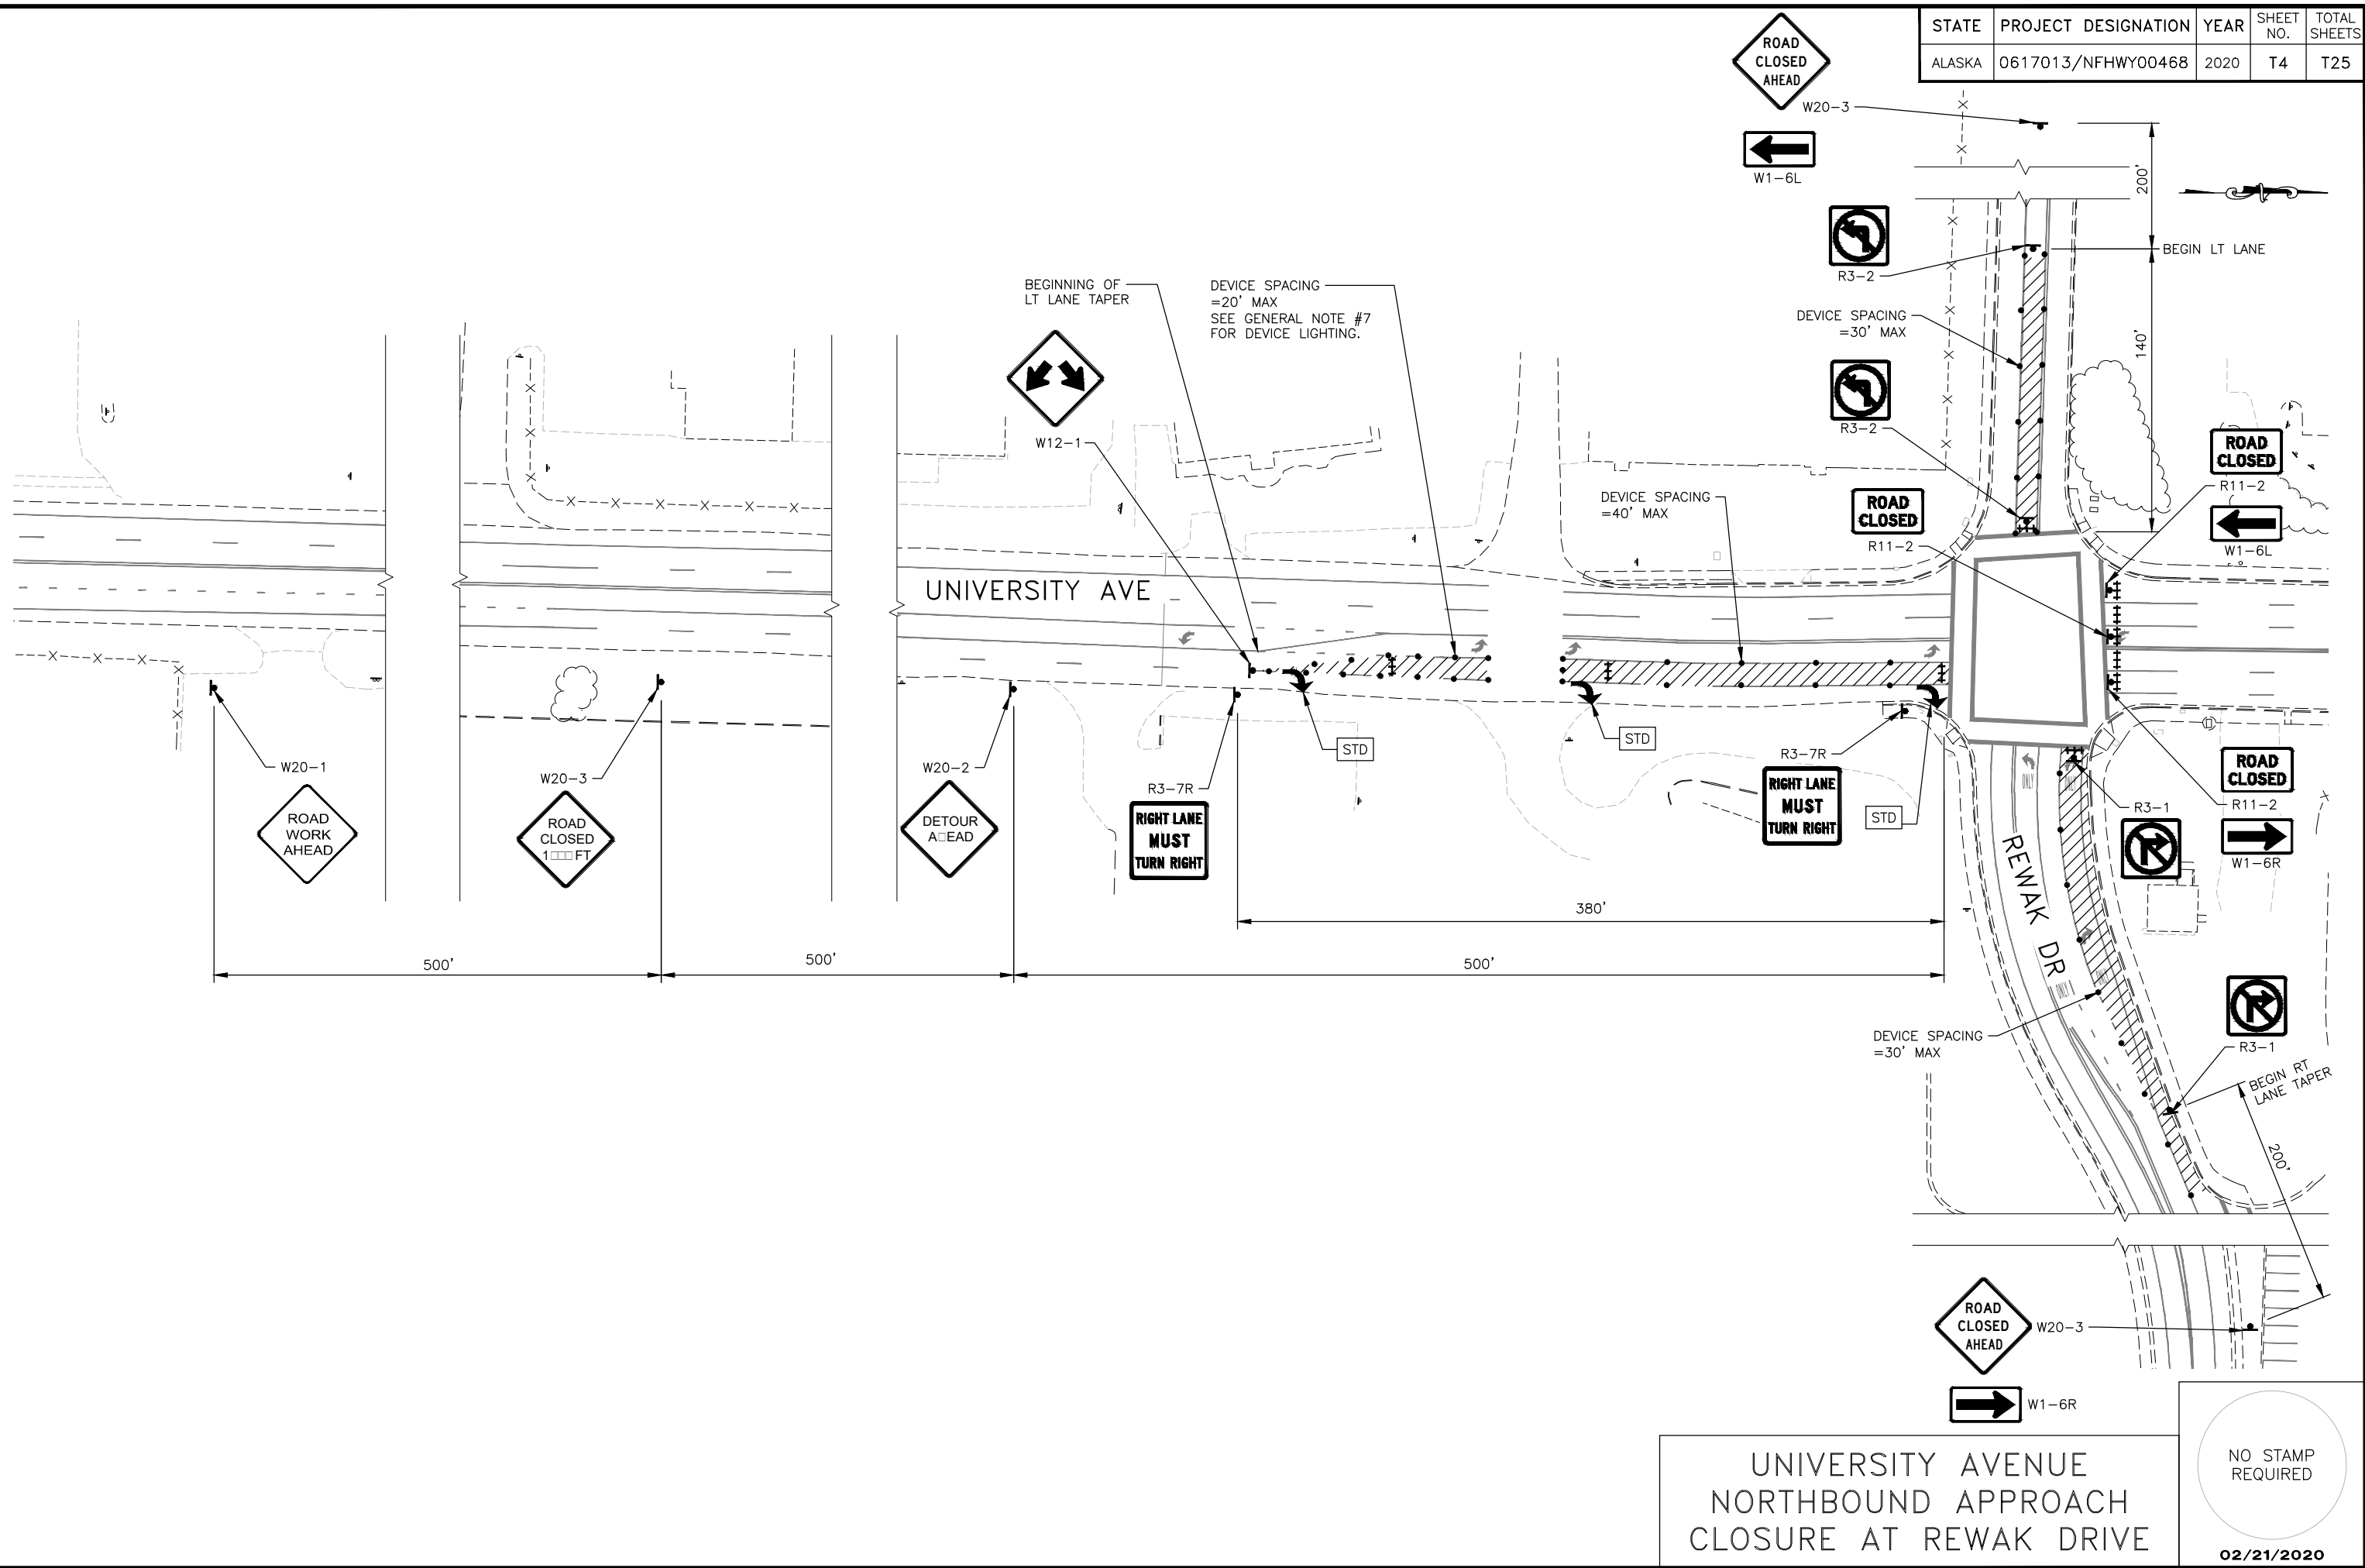 STATE PROJECT DESIGNATION YEAR SHEET NO. TOTAL SHEETS
ALASKA 0617013/NFHWY00468 2020 T4 T25
ROAD
CLOSED
AHEAD
W20-3
W1-6L
200'
R3-2
BEGIN LT LANE
BEGINNING OF
LT LANE TAPER
DEVICE SPACING
=20' MAX
SEE GENERAL NOTE #7
FOR DEVICE LIGHTING.
DEVICE SPACING
=30' MAX
140'
R3-2
W12-1
ROAD
CLOSED
R11-2
DEVICE SPACING
=40' MAX
ROAD
CLOSED
R11-2
W1-6L
UNIVERSITY AVE
STD
STD
W20-1
ROAD
WORK
AHEAD
W20-3
ROAD
CLOSED
1□□□ FT
W20-2
DETOUR
A□EAD
R3-7R
RIGHT LANE
MUST
TURN RIGHT
R3-7R
RIGHT LANE
MUST
TURN RIGHT
STD
ONLY
ONLY
R3-1
ROAD
CLOSED
R11-2
W1-6R
REWAK DR
ONLY
ONLY
380'
500'
500'
500'
DEVICE SPACING
=30' MAX
R3-1
BEGIN RT
LANE TAPER
200'
ROAD
CLOSED
AHEAD
W20-3
W1-6R
UNIVERSITY AVENUE
NORTHBOUND APPROACH
CLOSURE AT REWAK DRIVE
NO STAMP
REQUIRED
02/21/2020